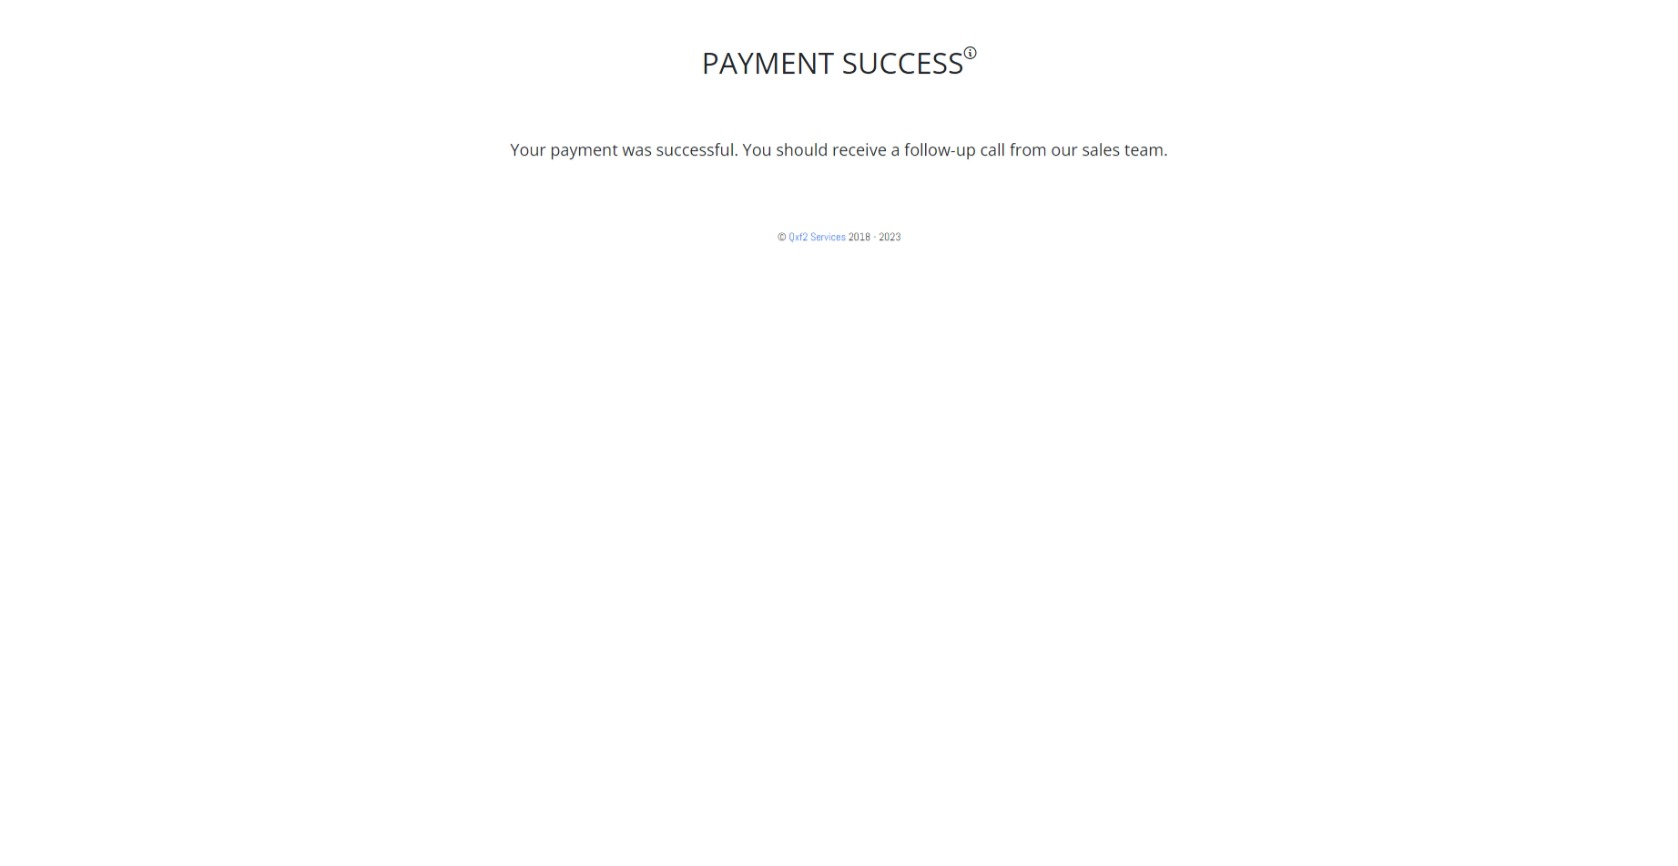 PAYMENT SUCCESS
Your payment was successful. You should receive a follow-up call from our sales team.
© Qxf2 Services 2018 - 2023